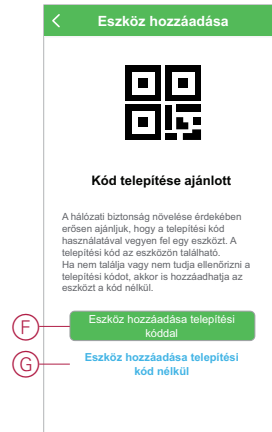 Eszköz hozzáadása
Kód telepítése ajánlott
A hálózati biztonság növelése érdekében
erősen ajánljuk, hogy a telepítési kód
használatával vegyen fel egy eszközt. A
telepítési kód az eszközön található.
Ha nem találja vagy nem tudja ellenőrizni a
telepítési kódot, akkor is hozzáadhatja az
eszközt a kód nélkül.
F
Eszköz hozzáadása telepítési
kóddal
G
Eszköz hozzáadása telepítési
kód nélkül